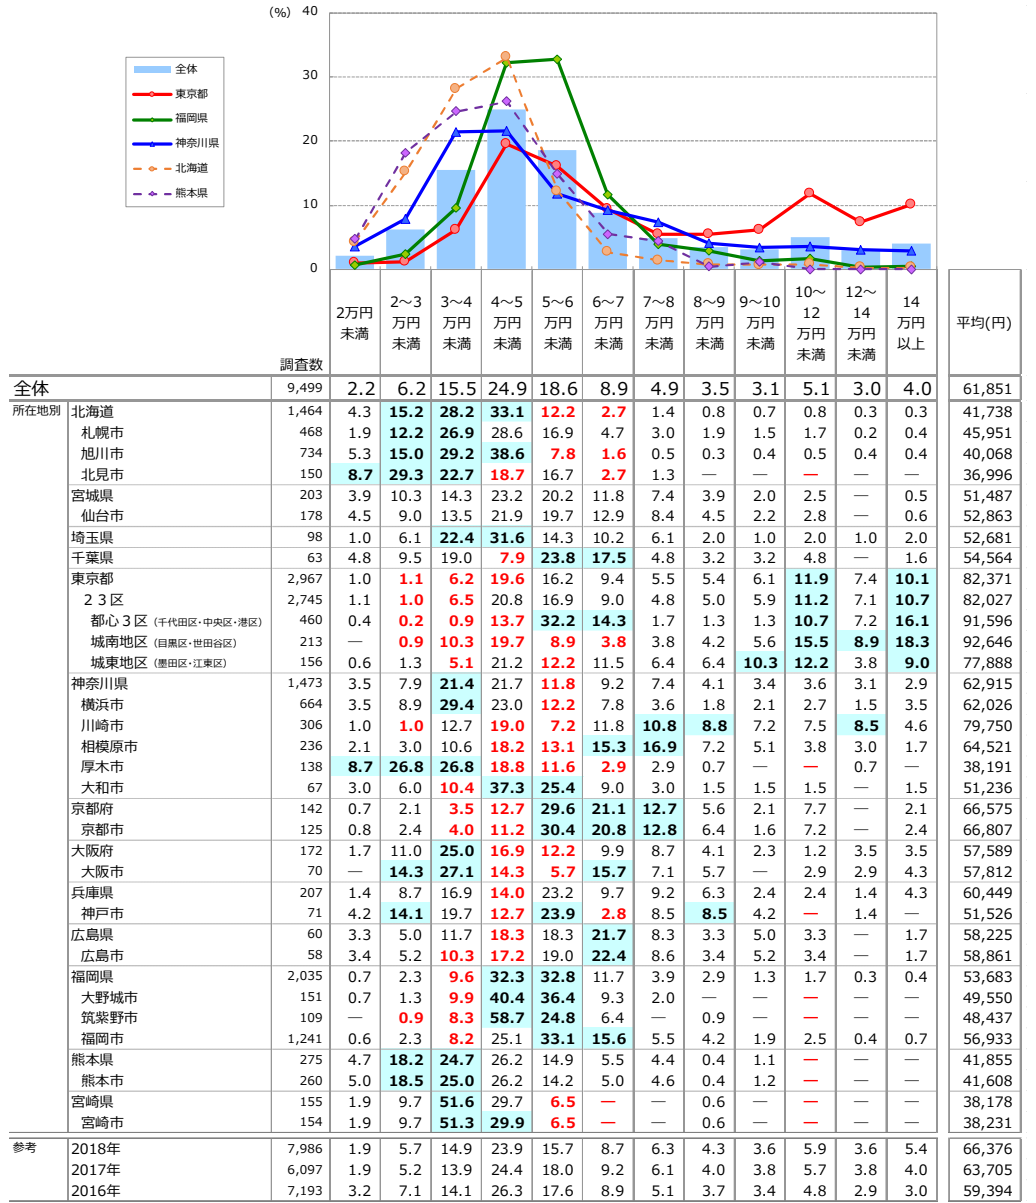 (%)
40
30
20
10
0
全体
東京都
福岡県
神奈川県
北海道
熊本県
調査数 2万円未満 2～3万円未満 3～4万円未満 4～5万円未満 5～6万円未満 6～7万円未満 7～8万円未満 8～9万円未満 9～10万円未満 10～12万円未満 12～14万円未満 14万円以上 平均(円)
全体 9,499 2.2 6.2 15.5 24.9 18.6 8.9 4.9 3.5 3.1 5.1 3.0 4.0 61,851
所在地別 北海道 1,464 4.3 15.2 28.2 33.1 12.2 2.7 1.4 0.8 0.7 0.8 0.3 0.3 41,738
札幌市 468 1.9 12.2 26.9 28.6 16.9 4.7 3.0 1.9 1.5 1.7 0.2 0.4 45,951
旭川市 734 5.3 15.0 29.2 38.6 7.8 1.6 0.5 0.3 0.4 0.5 0.4 0.4 40,068
北見市 150 8.7 29.3 22.7 18.7 16.7 2.7 1.3 — — — — — 36,996
宮城県 203 3.9 10.3 14.3 23.2 20.2 11.8 7.4 3.9 2.0 2.5 — 0.5 51,487
仙台市 178 4.5 9.0 13.5 21.9 19.7 12.9 8.4 4.5 2.2 2.8 — 0.6 52,863
埼玉県 98 1.0 6.1 22.4 31.6 14.3 10.2 6.1 2.0 1.0 2.0 1.0 2.0 52,681
千葉県 63 4.8 9.5 19.0 7.9 23.8 17.5 4.8 3.2 3.2 4.8 — 1.6 54,564
東京都 2,967 1.0 1.1 6.2 19.6 16.2 9.4 5.5 5.4 6.1 11.9 7.4 10.1 82,371
２３区 2,745 1.1 1.0 6.5 20.8 16.9 9.0 4.8 5.0 5.9 11.2 7.1 10.7 82,027
都心３区 (千代田区・中央区・港区) 460 0.4 0.2 0.9 13.7 32.2 14.3 1.7 1.3 1.3 10.7 7.2 16.1 91,596
城南地区 (目黒区・世田谷区) 213 — 0.9 10.3 19.7 8.9 3.8 3.8 4.2 5.6 15.5 8.9 18.3 92,646
城東地区 (墨田区・江東区) 156 0.6 1.3 5.1 21.2 12.2 11.5 6.4 6.4 10.3 12.2 3.8 9.0 77,888
神奈川県 1,473 3.5 7.9 21.4 21.7 11.8 9.2 7.4 4.1 3.4 3.6 3.1 2.9 62,915
横浜市 664 3.5 8.9 29.4 23.0 12.2 7.8 3.6 1.8 2.1 2.7 1.5 3.5 62,026
川崎市 306 1.0 1.0 12.7 19.0 7.2 11.8 10.8 8.8 7.2 7.5 8.5 4.6 79,750
相模原市 236 2.1 3.0 10.6 18.2 13.1 15.3 16.9 7.2 5.1 3.8 3.0 1.7 64,521
厚木市 138 8.7 26.8 26.8 18.8 11.6 2.9 2.9 0.7 — — 0.7 — 38,191
大和市 67 3.0 6.0 10.4 37.3 25.4 9.0 3.0 1.5 1.5 1.5 — 1.5 51,236
京都府 142 0.7 2.1 3.5 12.7 29.6 21.1 12.7 5.6 2.1 7.7 — 2.1 66,575
京都市 125 0.8 2.4 4.0 11.2 30.4 20.8 12.8 6.4 1.6 7.2 — 2.4 66,807
大阪府 172 1.7 11.0 25.0 16.9 12.2 9.9 8.7 4.1 2.3 1.2 3.5 3.5 57,589
大阪市 70 — 14.3 27.1 14.3 5.7 15.7 7.1 5.7 — 2.9 2.9 4.3 57,812
兵庫県 207 1.4 8.7 16.9 14.0 23.2 9.7 9.2 6.3 2.4 2.4 1.4 4.3 60,449
神戸市 71 4.2 14.1 19.7 12.7 23.9 2.8 8.5 8.5 4.2 — 1.4 — 51,526
広島県 60 3.3 5.0 11.7 18.3 18.3 21.7 8.3 3.3 5.0 3.3 — 1.7 58,225
広島市 58 3.4 5.2 10.3 17.2 19.0 22.4 8.6 3.4 5.2 3.4 — 1.7 58,861
福岡県 2,035 0.7 2.3 9.6 32.3 32.8 11.7 3.9 2.9 1.3 1.7 0.3 0.4 53,683
大野城市 151 0.7 1.3 9.9 40.4 36.4 9.3 2.0 — — — — — 49,550
筑紫野市 109 — 0.9 8.3 58.7 24.8 6.4 — 0.9 — — — — 48,437
福岡市 1,241 0.6 2.3 8.2 25.1 33.1 15.6 5.5 4.2 1.9 2.5 0.4 0.7 56,933
熊本県 275 4.7 18.2 24.7 26.2 14.9 5.5 4.4 0.4 1.1 — — — 41,855
熊本市 260 5.0 18.5 25.0 26.2 14.2 5.0 4.6 0.4 1.2 — — — 41,608
宮崎県 155 1.9 9.7 51.6 29.7 6.5 — — 0.6 — — — — 38,178
宮崎市 154 1.9 9.7 51.3 29.9 6.5 — — 0.6 — — — — 38,231
参考 2018年 7,986 1.9 5.7 14.9 23.9 15.7 8.7 6.3 4.3 3.6 5.9 3.6 5.4 66,376
2017年 6,097 1.9 5.2 13.9 24.4 18.0 9.2 6.1 4.0 3.8 5.7 3.8 4.0 63,705
2016年 7,193 3.2 7.1 14.1 26.3 17.6 8.9 5.1 3.7 3.4 4.8 2.9 3.0 59,394